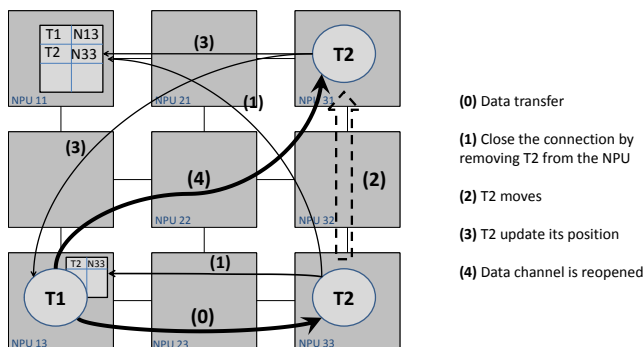 T1 N13
T2 N33
(3)
T2
NPU 11
NPU 21
NPU 31
(1)
(3)
(4)
(2)
NPU 22
NPU 32
T2 N33
(1)
T1
(0)
T2
NPU 13
NPU 23
NPU 33
(0) Data transfer
(1) Close the connection by
removing T2 from the NPU
(2) T2 moves
(3) T2 update its position
(4) Data channel is reopened